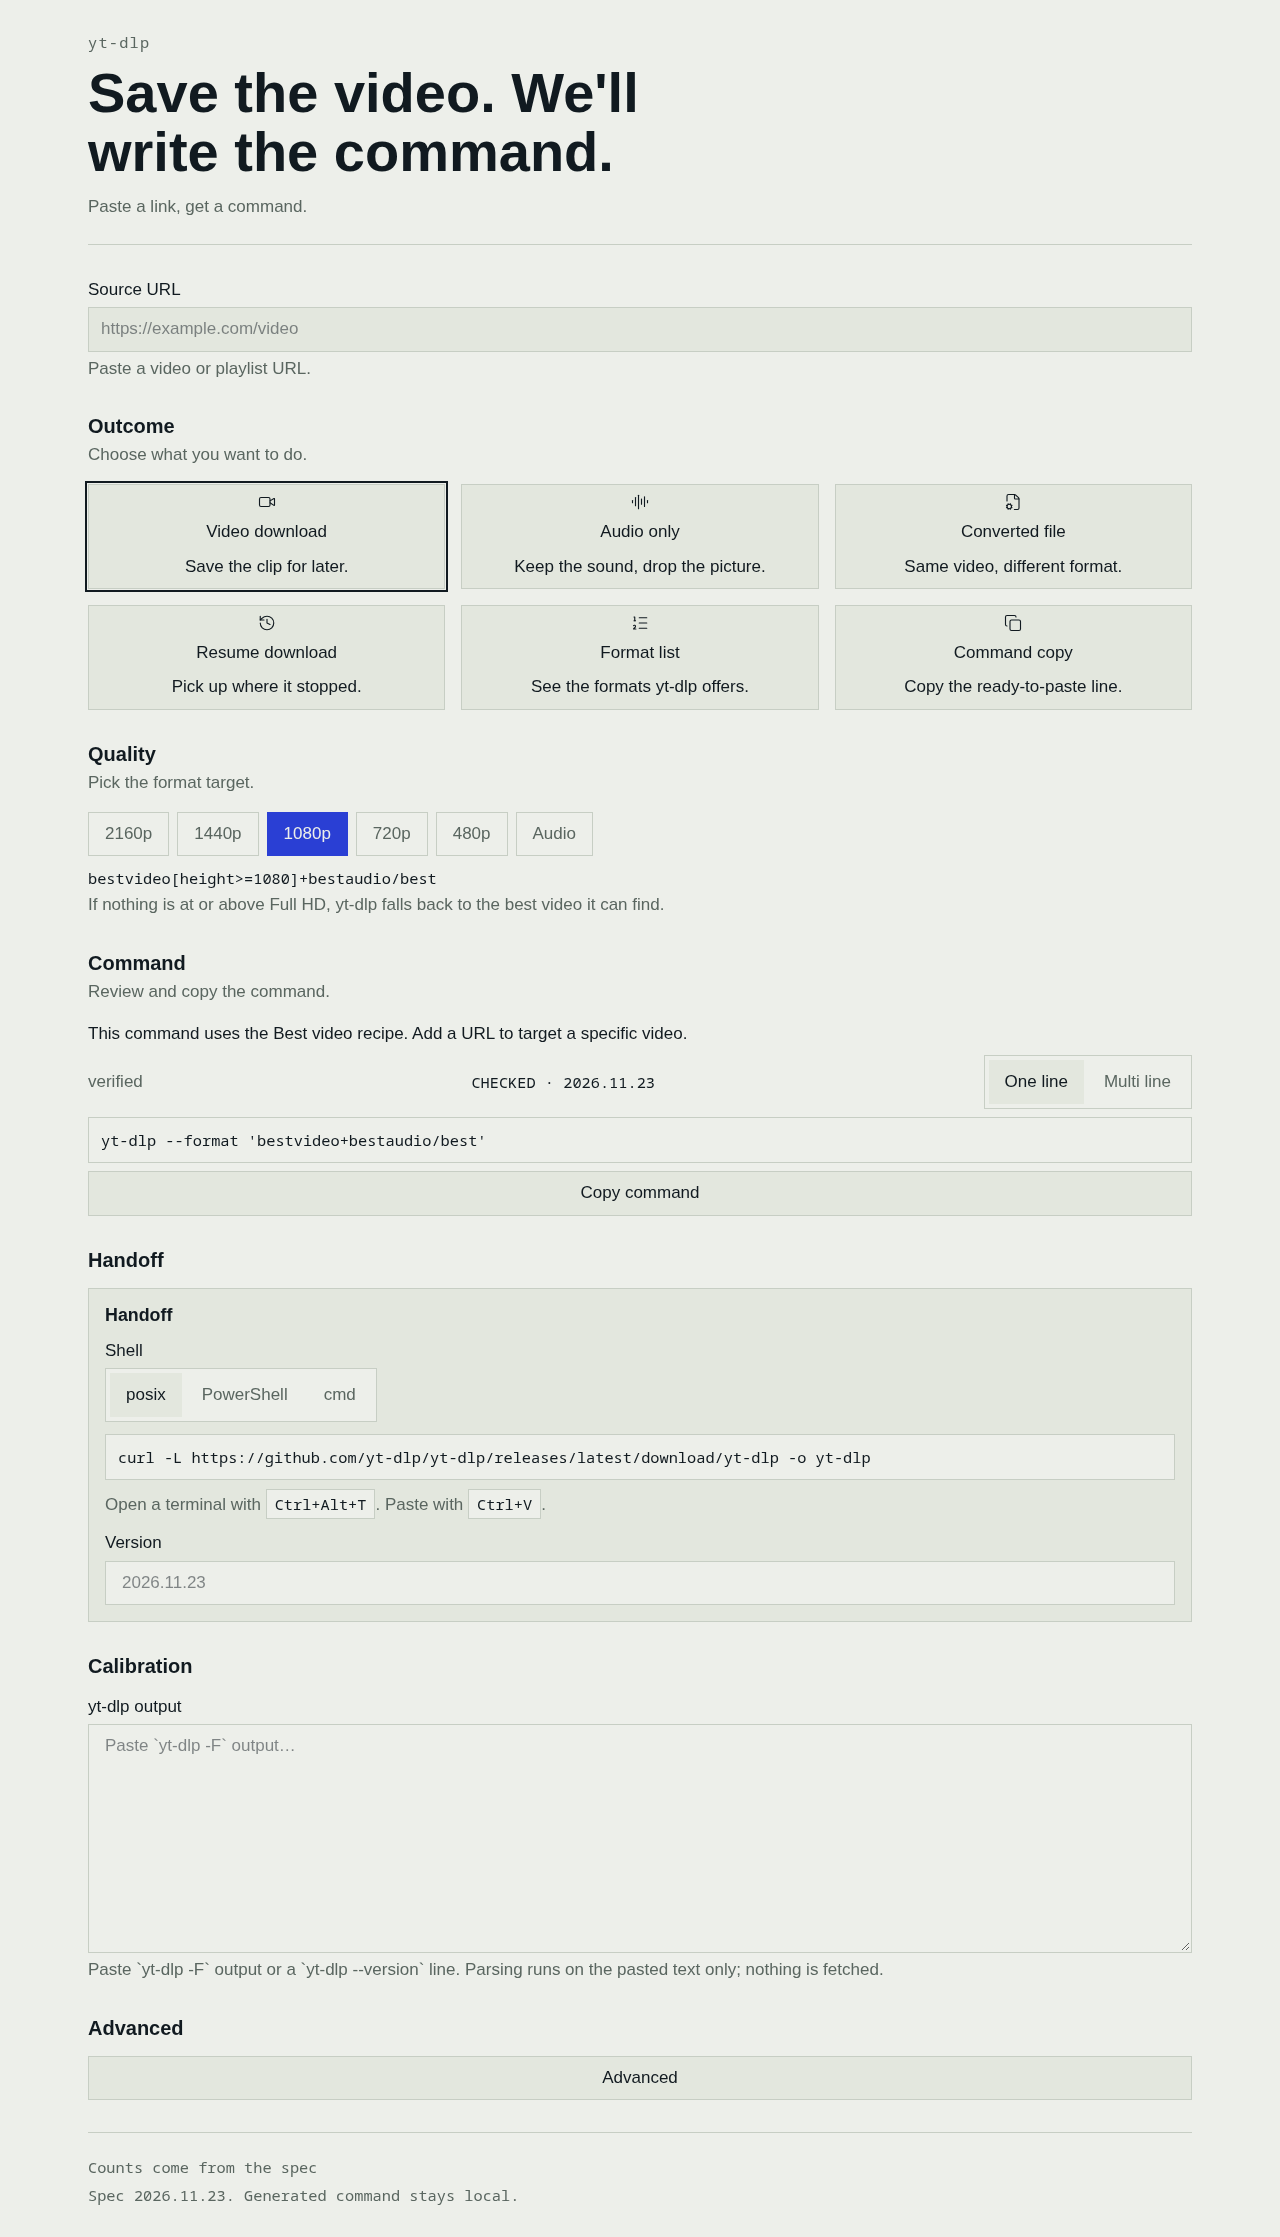 yt-dlp
Save the video. We'll
write the command.
Paste a link, get a command.
Source URL
https://example.com/video
Paste a video or playlist URL.
Outcome
Choose what you want to do.
Video download
Save the clip for later.
Audio only
Keep the sound, drop the picture.
Converted file
Same video, different format.
Resume download
Pick up where it stopped.
Format list
See the formats yt-dlp offers.
Command copy
Copy the ready-to-paste line.
Quality
Pick the format target.
2160p 1440p 1080p 720p 480p Audio
bestvideo[height>=1080]+bestaudio/best
If nothing is at or above Full HD, yt-dlp falls back to the best video it can find.
Command
Review and copy the command.
This command uses the Best video recipe. Add a URL to target a specific video.
verified CHECKED · 2026.11.23 One line Multi line
yt-dlp --format 'bestvideo+bestaudio/best'
Copy command
Handoff
Handoff
Shell
posix PowerShell cmd
curl -L https://github.com/yt-dlp/yt-dlp/releases/latest/download/yt-dlp -o yt-dlp
Open a terminal with Ctrl+Alt+T. Paste with Ctrl+V.
Version
2026.11.23
Calibration
yt-dlp output
Paste `yt-dlp -F` output…
Paste `yt-dlp -F` output or a `yt-dlp --version` line. Parsing runs on the pasted text only; nothing is fetched.
Advanced
Advanced
Counts come from the spec
Spec 2026.11.23. Generated command stays local.